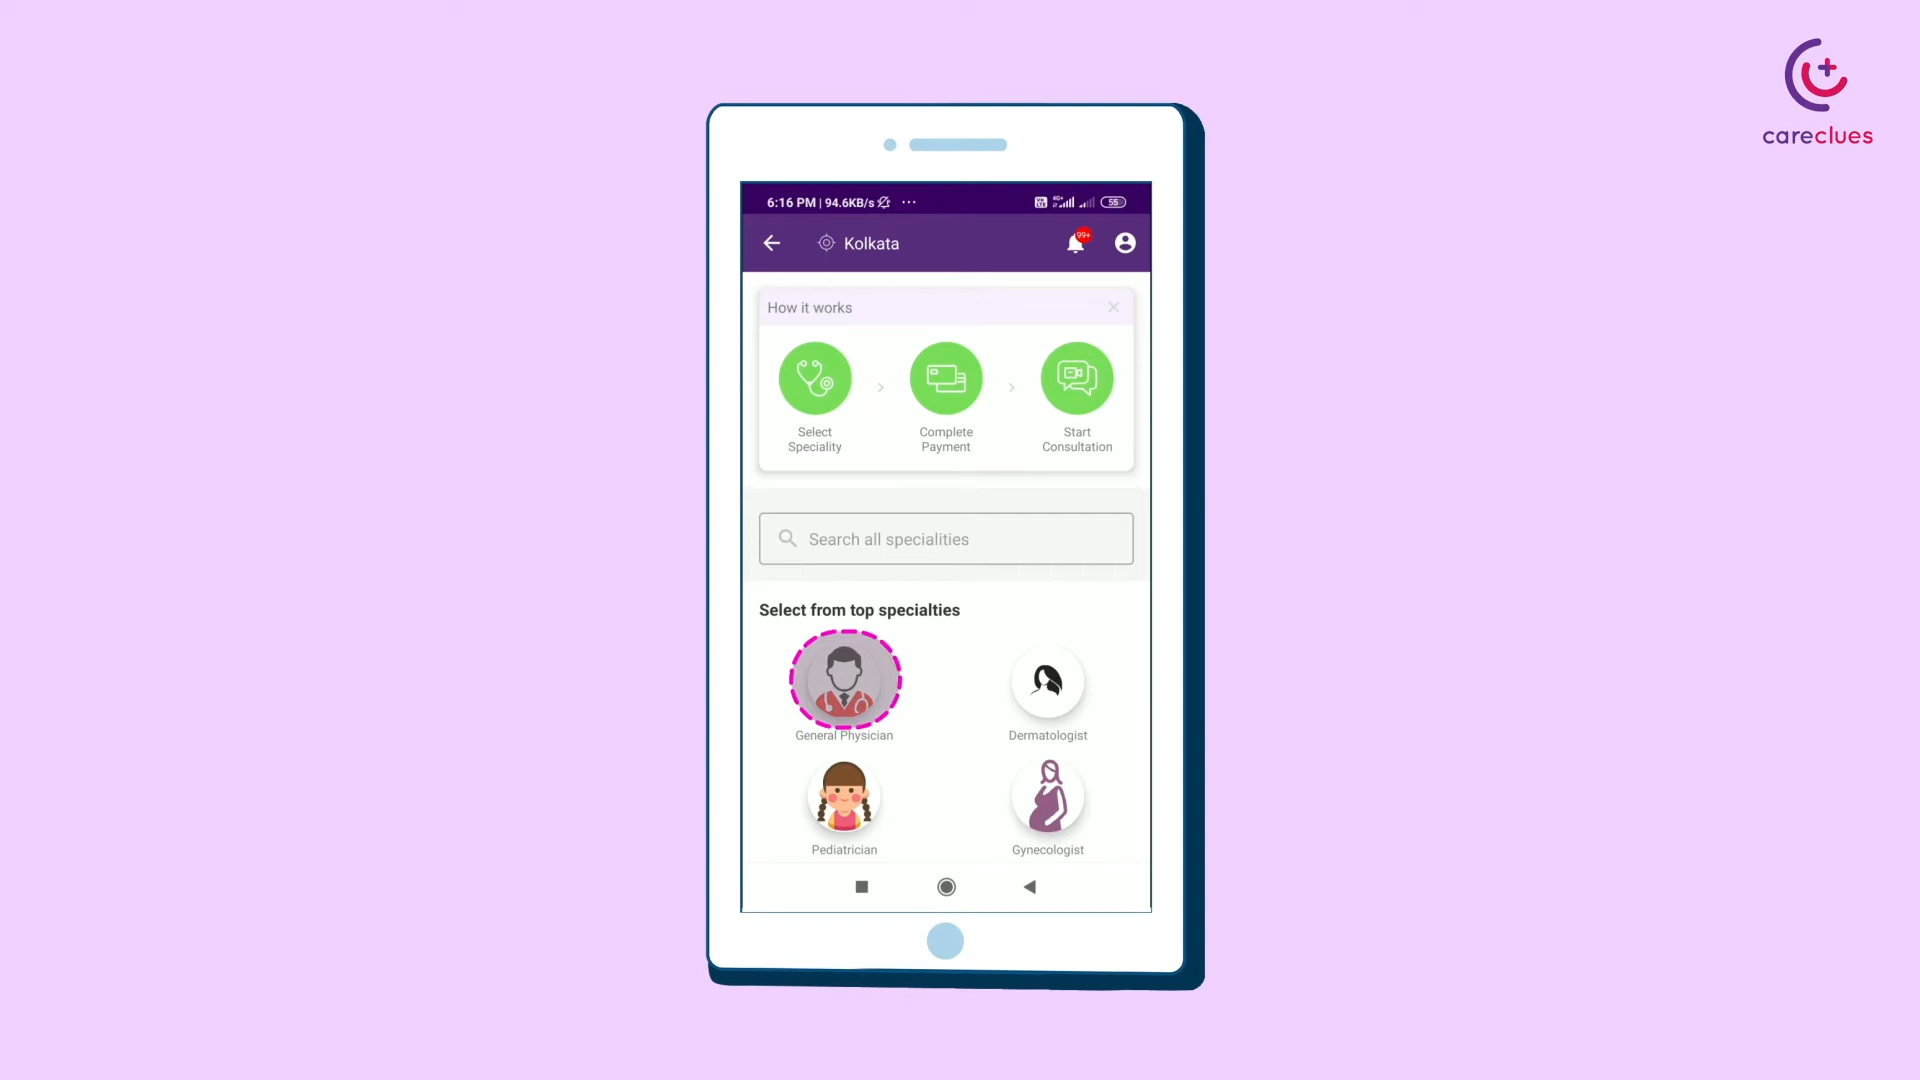 careclues
6:16 PM | 94.6KB/s ...
55
Kolkata
99+
How it works
Select
Speciality
Complete
Payment
Start
Consultation
Search all specialities
Select from top specialties
General Physician
Dermatologist
Pediatrician
Gynecologist